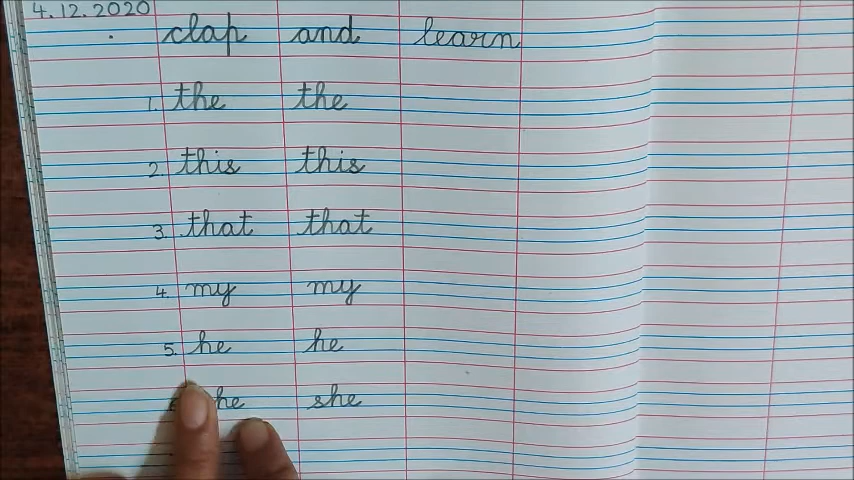 4.12.2020
clap and learn
1. the the
2. this this
3. that that
4. my my
5. he he
he she